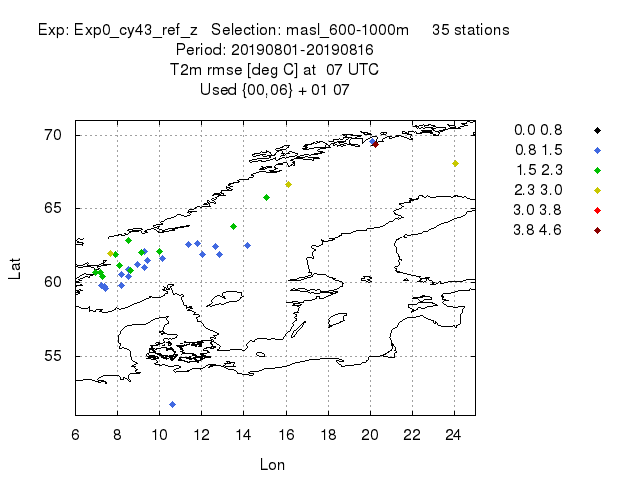 Exp: Exp0_cy43_ref_z   Selection: masl_600-1000m     35 stations
Period: 20190801-20190816
T2m rmse [deg C] at  07 UTC
Used {00,06} + 01 07
70
65
60
55
Lat
6 8 10 12 14 16 18 20 22 24
Lon
0.0 0.8
0.8 1.5
1.5 2.3
2.3 3.0
3.0 3.8
3.8 4.6